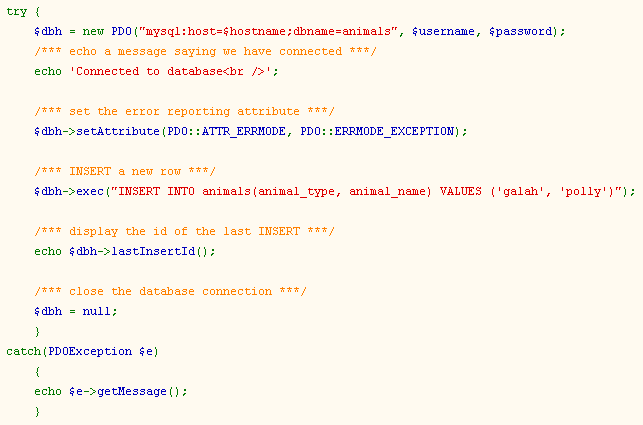 try {
    $dbh = new PDO("mysql:host=$hostname;dbname=animals", $username, $password);
    /*** echo a message saying we have connected ***/
    echo 'Connected to database<br />';

    /*** set the error reporting attribute ***/
    $dbh->setAttribute(PDO::ATTR_ERRMODE, PDO::ERRMODE_EXCEPTION);

    /*** INSERT a new row ***/
    $dbh->exec("INSERT INTO animals(animal_type, animal_name) VALUES ('galah', 'polly')");

    /*** display the id of the last INSERT ***/
    echo $dbh->lastInsertId();

    /*** close the database connection ***/
    $dbh = null;
    }
catch(PDOException $e)
    {
    echo $e->getMessage();
    }